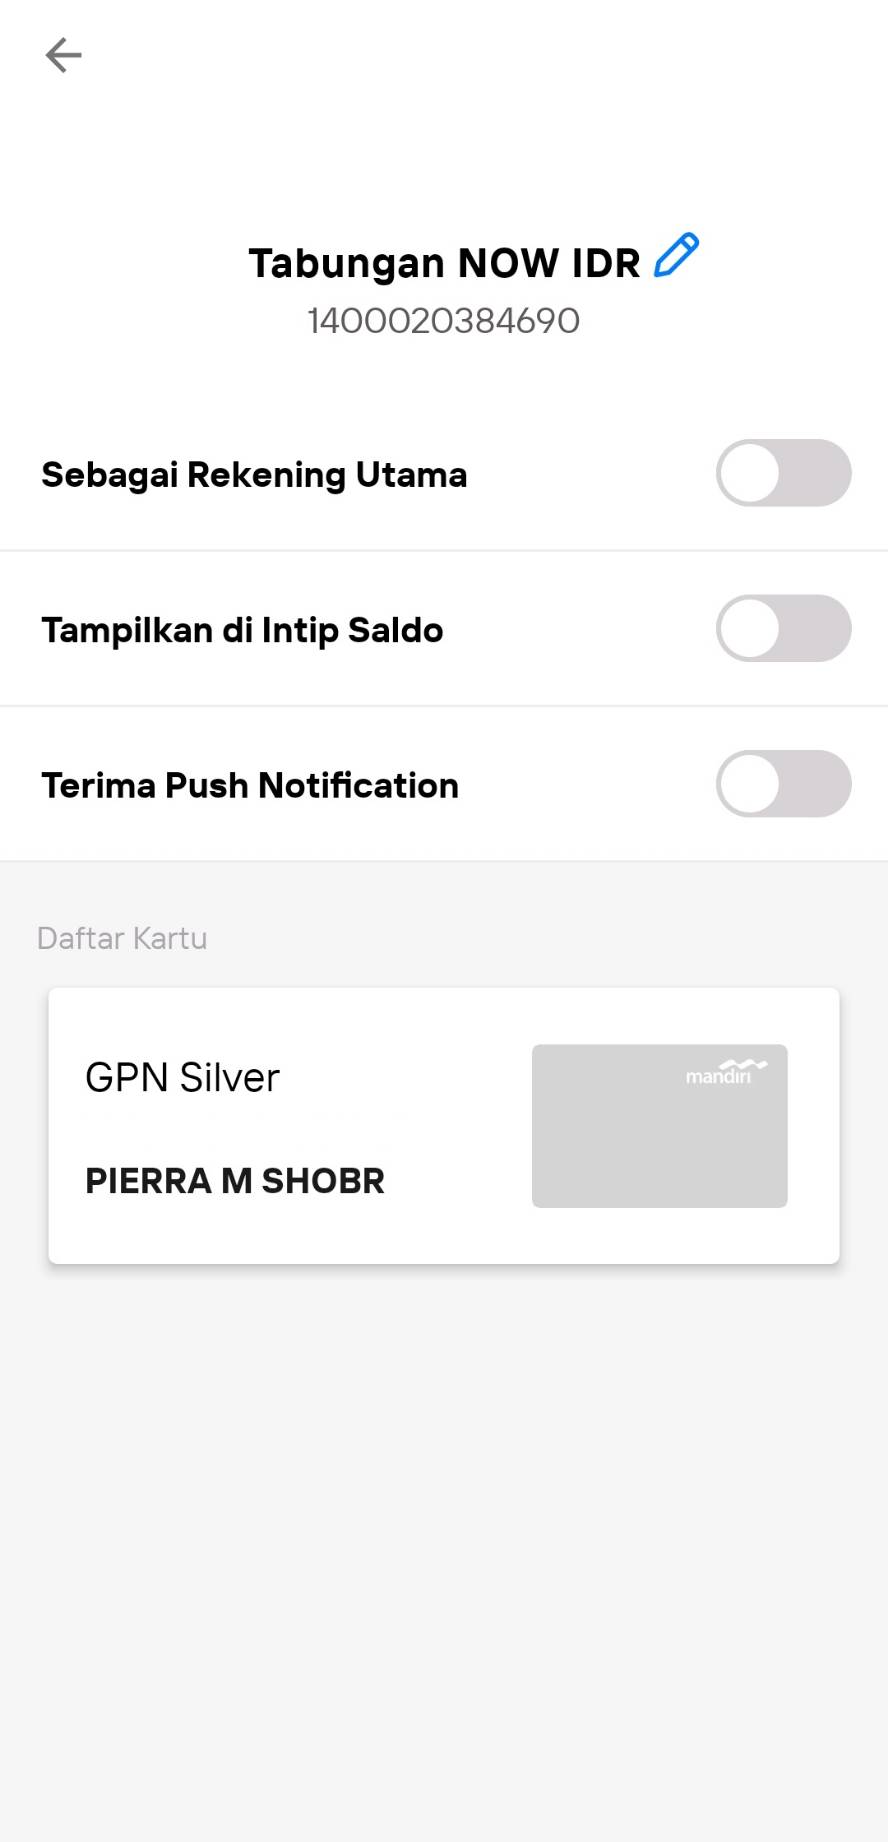 Tabungan NOW IDR
1400020384690
Sebagai Rekening Utama
Tampilkan di Intip Saldo
Terima Push Notification
Daftar Kartu
GPN Silver
mandiri
PIERRA M SHOBR